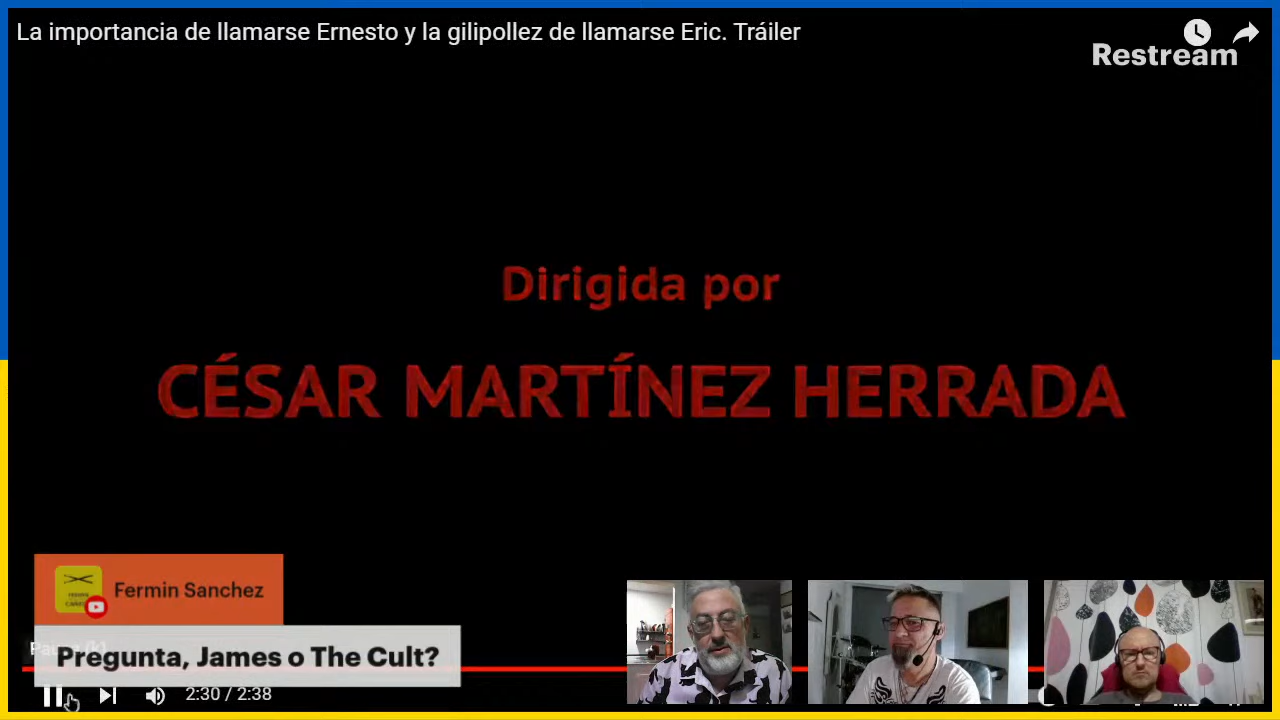 La importancia de llamarse Ernesto y la gilipollez de llamarse Eric. Tráiler
Restream
Dirigida por
CÉSAR MARTÍNEZ HERRADA
Fermin Sanchez
Pregunta, James o The Cult?
2:30 / 2:38